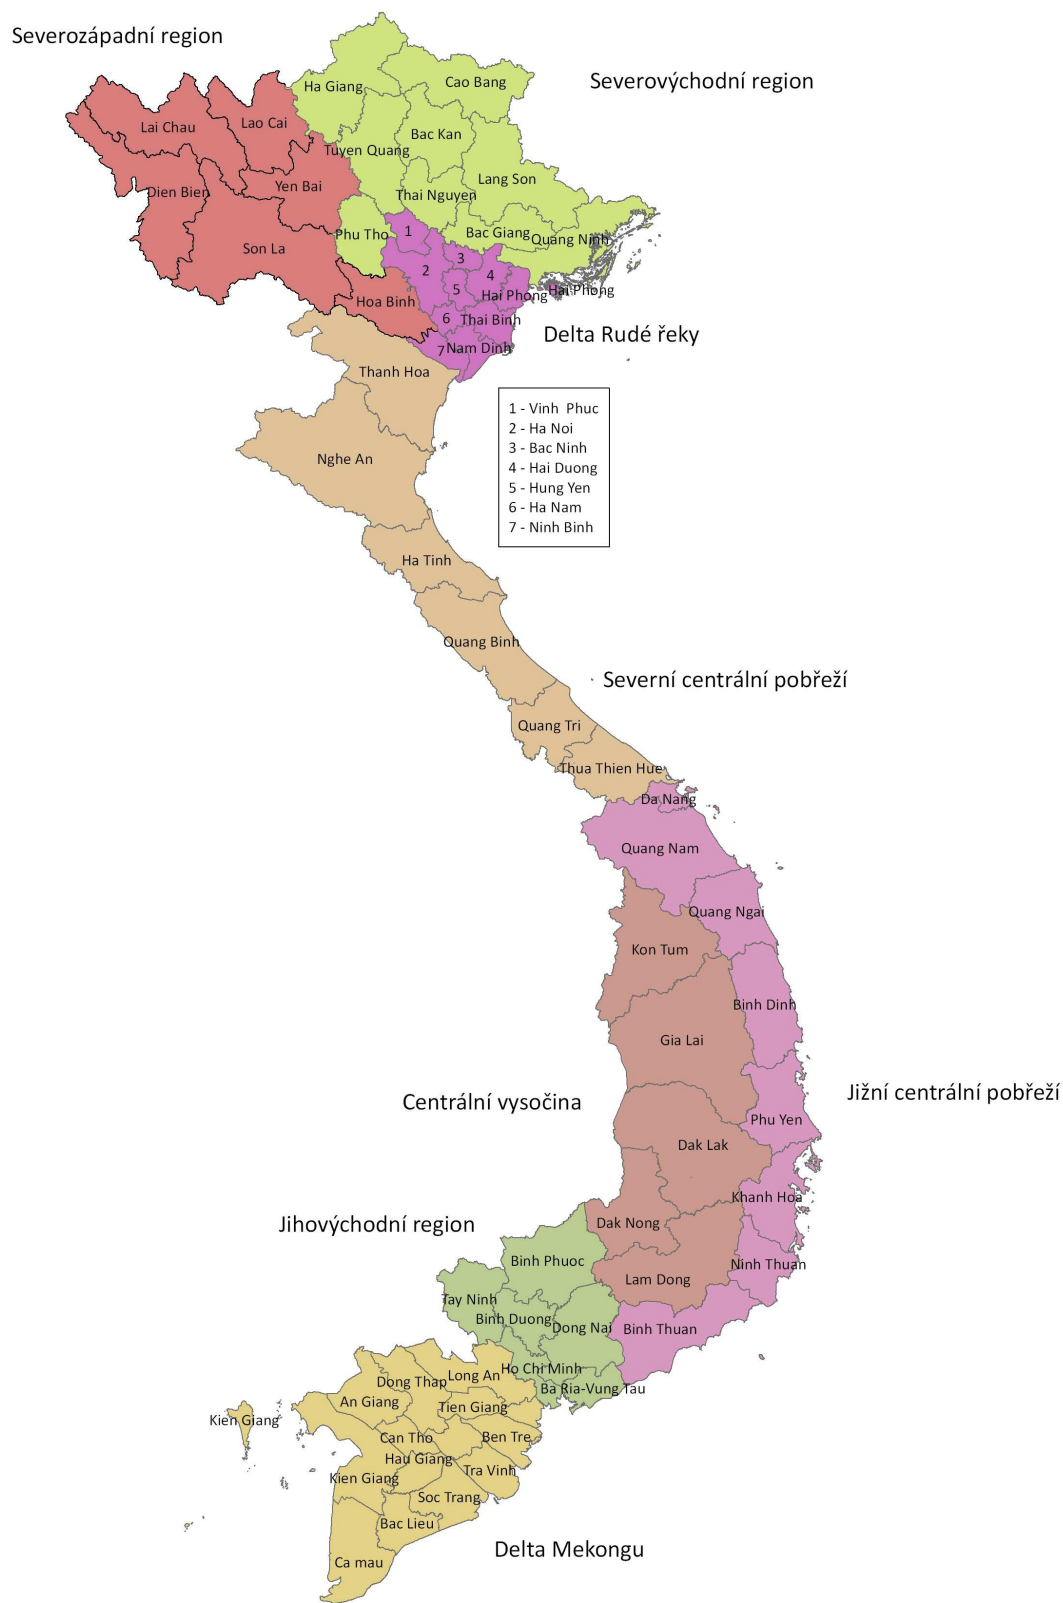 Severozápadní region
Severovýchodní region
Ha Giang
Cao Bang
Lai Chau
Lao Cai
Bac Kan
Tuyen Quang
Lang Son
Dien Bien
Yen Bai
Thai Nguyen
Phu Tho
1
Bac Giang
Quang Ninh
Son La
3
2
4
5
Hai Phong
Hai Phong
Hoa Binh
6
Thai Binh
Delta Rudé řeky
7
Nam Dinh
Thanh Hoa
1 - Vinh Phuc
2 - Ha Noi
3 - Bac Ninh
4 - Hai Duong
5 - Hung Yen
6 - Ha Nam
7 - Ninh Binh
Nghe An
Ha Tinh
Quang Binh
Severní centrální pobřeží
Quang Tri
Thua Thien Hue
Da Nang
Quang Nam
Quang Ngai
Kon Tum
Binh Dinh
Gia Lai
Centrální vysočina
Jižní centrální pobřeží
Phu Yen
Dak Lak
Khanh Hoa
Jihovýchodní region
Dak Nong
Binh Phuoc
Ninh Thuan
Lam Dong
Tay Ninh
Binh Duong
Dong Nai
Binh Thuan
Ho Chi Minh
Long An
Dong Thap
Ba Ria-Vung Tau
An Giang
Tien Giang
Kien Giang
Can Tho
Ben Tre
Hau Giang
Tra Vinh
Kien Giang
Soc Trang
Bac Lieu
Delta Mekongu
Ca mau